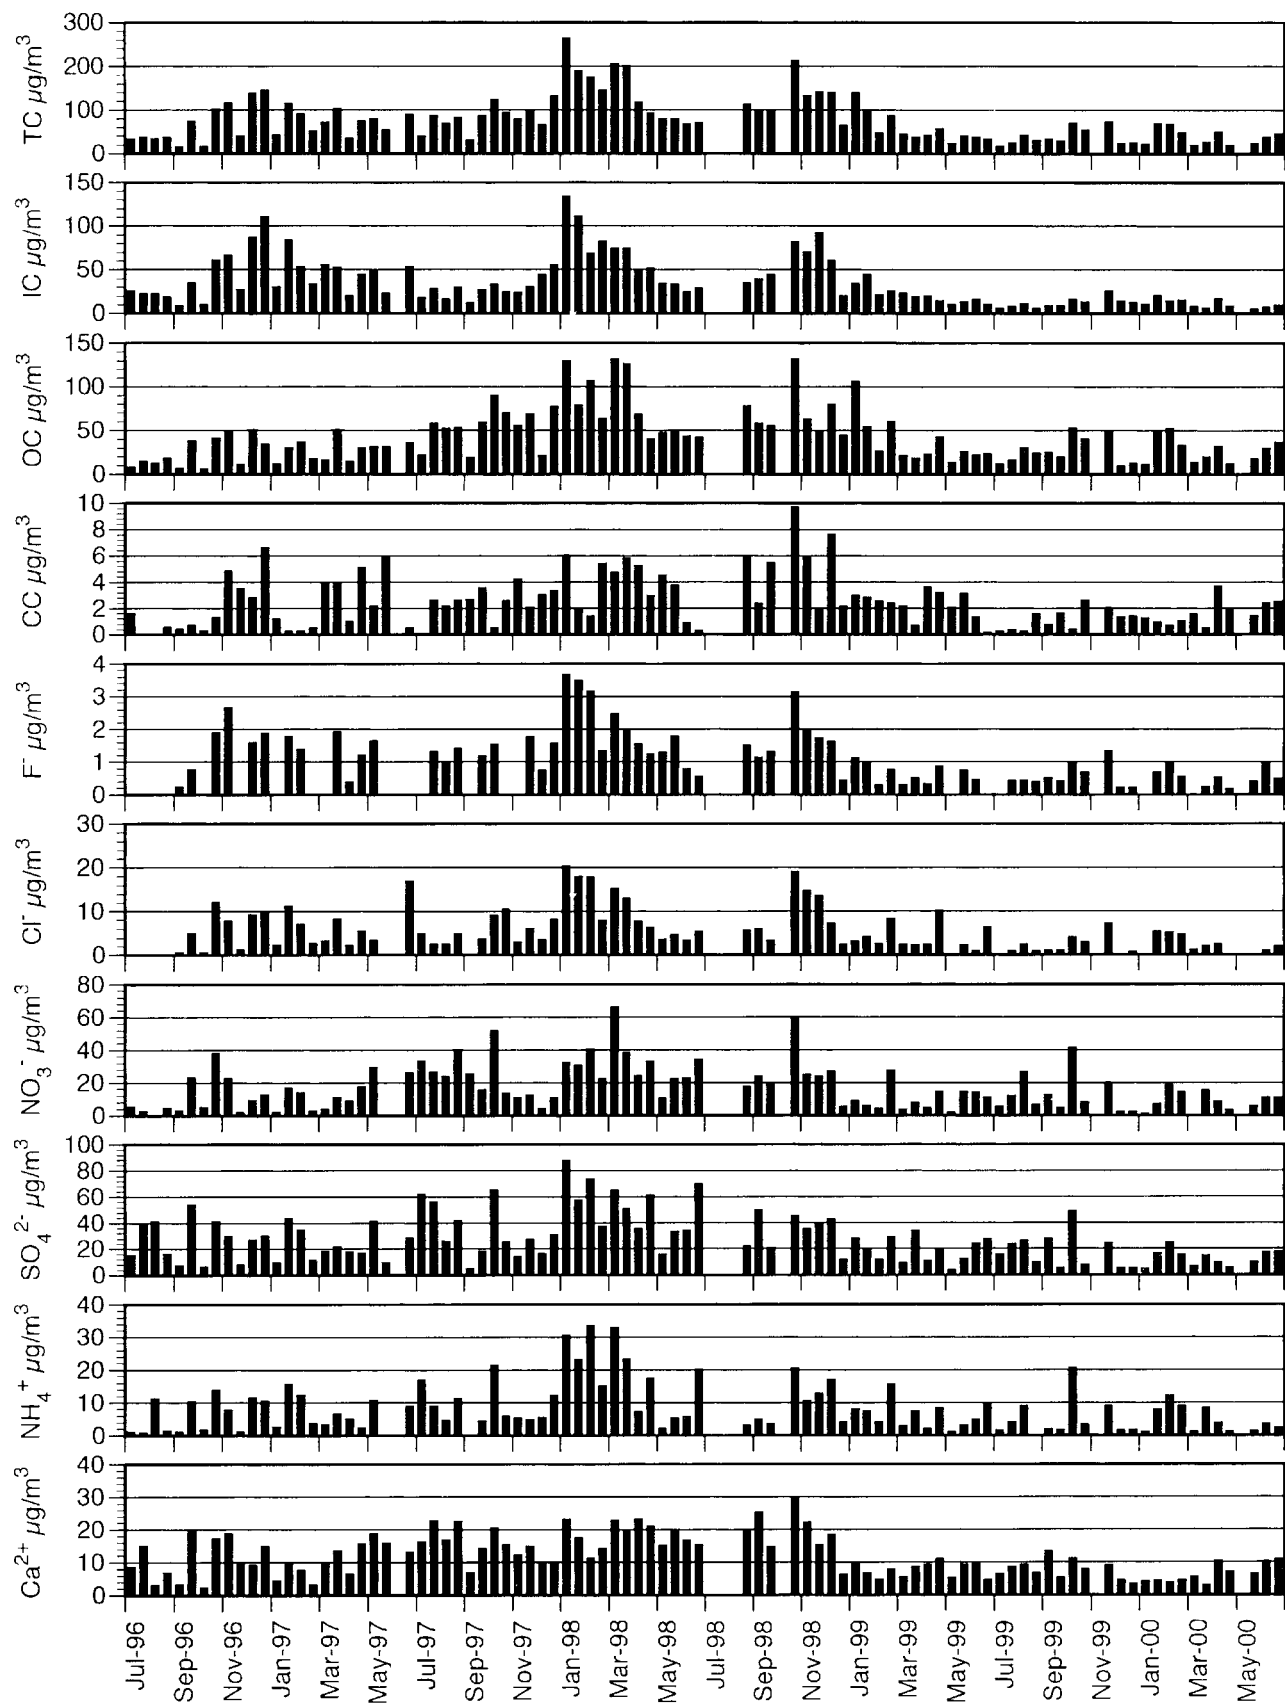 TC µg/m³
300
200
100
0
IC µg/m³
150
100
50
0
OC µg/m³
150
100
50
0
CC µg/m³
10
8
6
4
2
0
F⁻ µg/m³
4
3
2
1
0
Cl⁻ µg/m³
30
20
10
0
NO₃⁻ µg/m³
80
60
40
20
0
SO₄²⁻ µg/m³
100
80
60
40
20
0
NH₄⁺ µg/m³
40
30
20
10
0
Ca²⁺ µg/m³
40
30
20
10
0
Jul-96
Sep-96
Nov-96
Jan-97
Mar-97
May-97
Jul-97
Sep-97
Nov-97
Jan-98
Mar-98
May-98
Jul-98
Sep-98
Nov-98
Jan-99
Mar-99
May-99
Jul-99
Sep-99
Nov-99
Jan-00
Mar-00
May-00